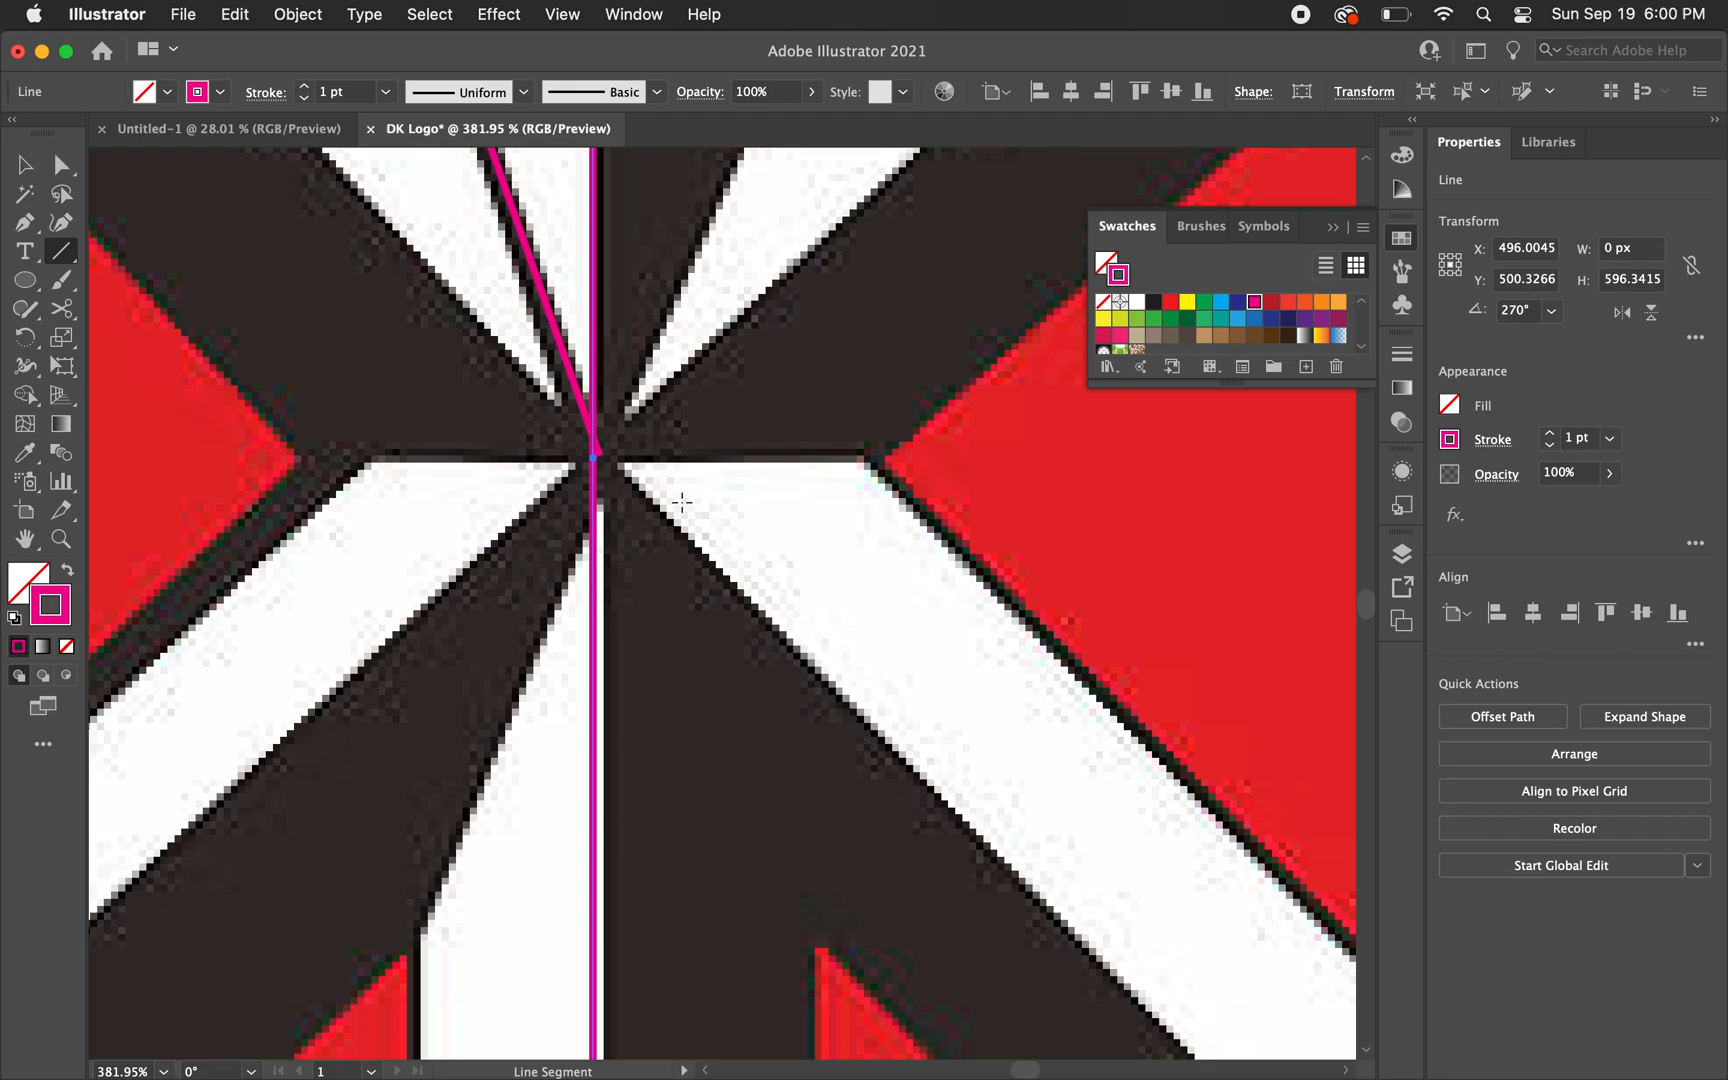 Illustrator File Edit Object Type Select Effect View Window Help Sun Sep 19 6:00 PM
Adobe Illustrator 2021
Search Adobe Help
Line Stroke: 1 pt Uniform Basic Opacity: 100% Style: Shape: Transform
Untitled-1 @ 28.01 % (RGB/Preview) DK Logo* @ 381.95 % (RGB/Preview)
Properties Libraries
Line
Transform
X: 496.0045 W: 0 px
Y: 500.3266 H: 596.3415
270°
Swatches Brushes Symbols
Appearance
Fill
Stroke 1 pt
Opacity 100%
fx.
Align
Quick Actions
Offset Path Expand Shape
Arrange
Align to Pixel Grid
Recolor
Start Global Edit
381.95% 0° 1 Line Segment